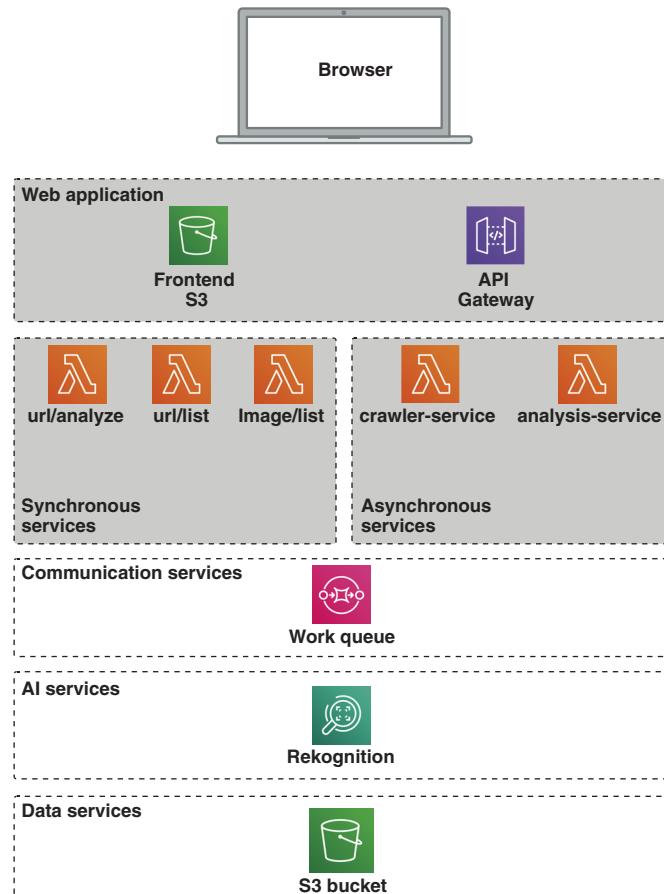 Browser
Web application
Frontend
S3
API
Gateway
url/analyze
url/list
Image/list
Synchronous
services
crawler-service
analysis-service
Asynchronous
services
Communication services
Work queue
AI services
Rekognition
Data services
S3 bucket